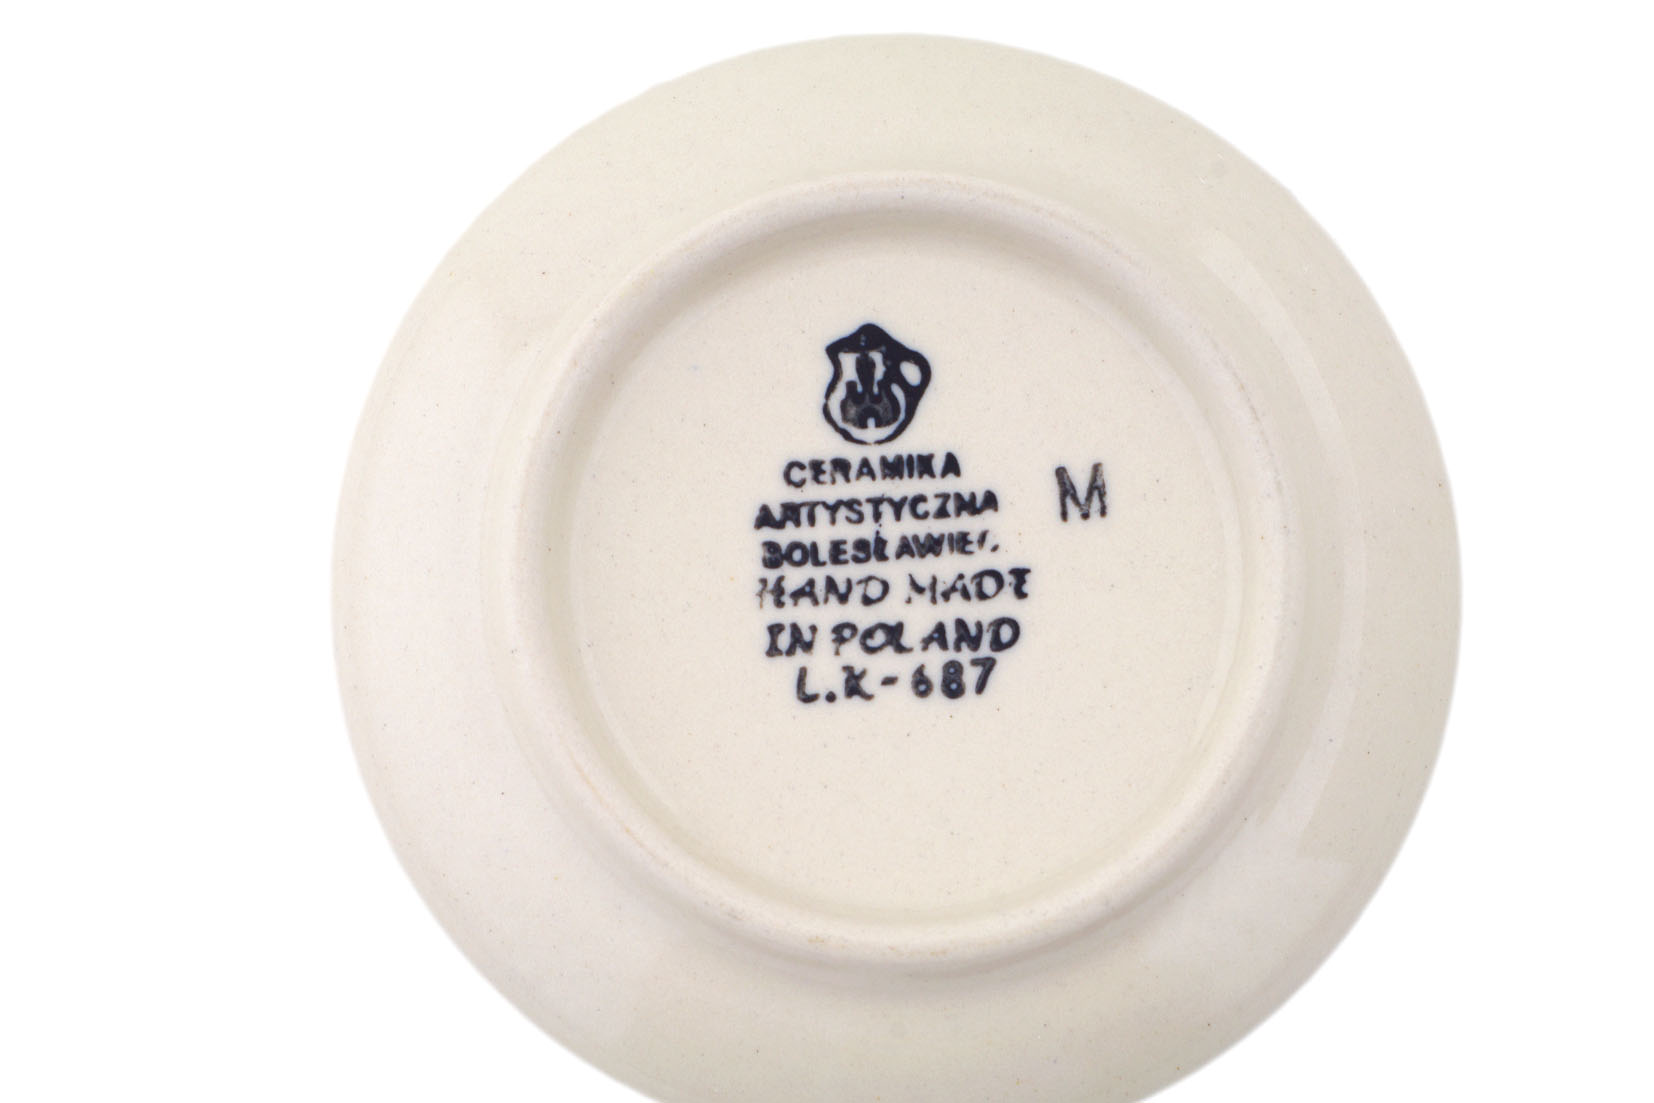 CERAMIKA
ARTYSTYCZNA M
BOLESŁAWIEC
HAND MADE
IN POLAND
L.K-687